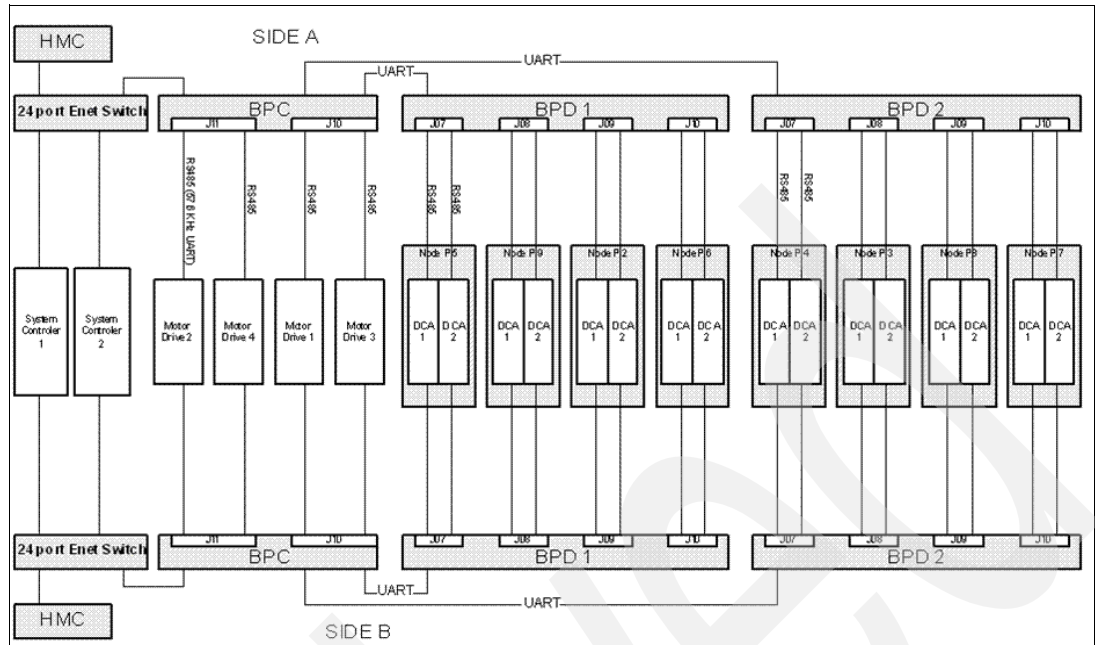 HMC
SIDE A
UART
UART
24 port Enet Switch
BPC
BPD 1
BPD 2
J11
J10
J07
J08
J09
J10
J07
J08
J09
J10
RS485 (57.6 KHz UART)
RS485
RS485
RS485
RS485
RS485
RS485
RS485
Node P5
Node P9
Node P2
Node P6
Node P4
Node P3
Node P8
Node P7
System Controler 1
System Controler 2
Motor Drive 2
Motor Drive 4
Motor Drive 1
Motor Drive 3
DCA 1
DCA 2
DCA 1
DCA 2
DCA 1
DCA 2
DCA 1
DCA 2
DCA 1
DCA 2
DCA 1
DCA 2
DCA 1
DCA 2
DCA 1
DCA 2
24 port Enet Switch
J11
J10
J07
J08
J09
J10
J07
J08
J09
J10
BPC
BPD 1
BPD 2
UART
UART
HMC
SIDE B